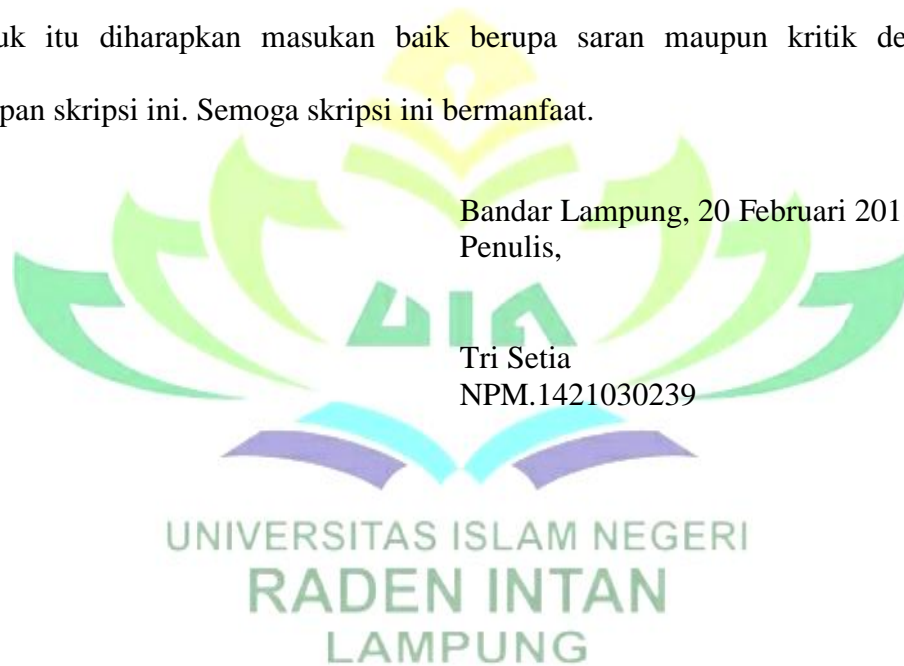 uk itu diharapkan masukan baik berupa saran maupun kritik de
pan skripsi ini. Semoga skripsi ini bermanfaat.
Bandar Lampung, 20 Februari 201
Penulis,
UIN
Tri Setia
NPM.1421030239
UNIVERSITAS ISLAM NEGERI
RADEN INTAN
LAMPUNG